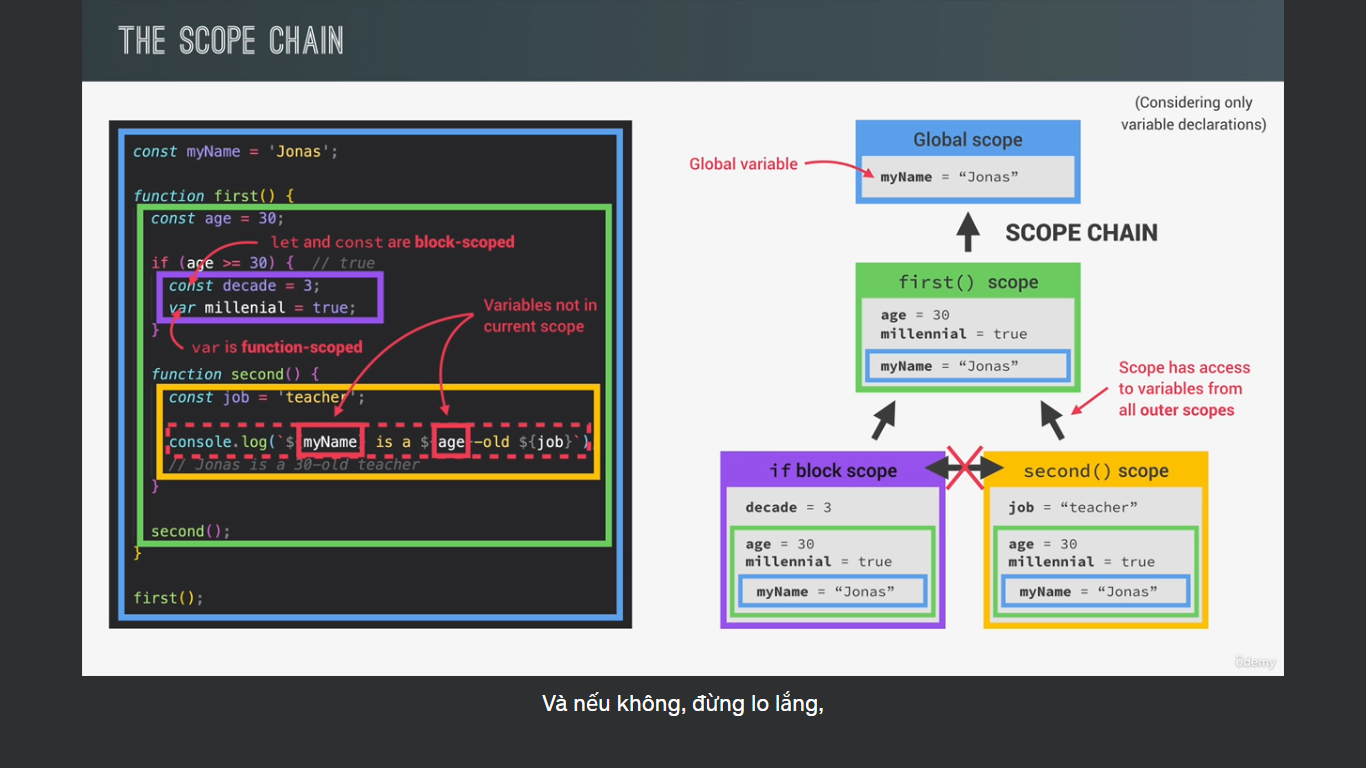 THE SCOPE CHAIN
const myName = 'Jonas';
function first() {
const age = 30;
let and const are block-scoped
if (age >= 30) { // true
const decade = 3;
var millenial = true;
}
var is function-scoped
Variables not in
current scope
function second() {
const job = 'teacher';
console.log(`${myName} is a ${age}-old ${job}`)
// Jonas is a 30-old teacher
}
second();
}
first();
(Considering only
variable declarations)
Global variable
Global scope
myName = “Jonas”
SCOPE CHAIN
first() scope
age = 30
millennial = true
myName = “Jonas”
Scope has access
to variables from
all outer scopes
if block scope
decade = 3
age = 30
millennial = true
myName = “Jonas”
second() scope
job = “teacher”
age = 30
millennial = true
myName = “Jonas”
ûdemy
Và nếu không, đừng lo lắng,